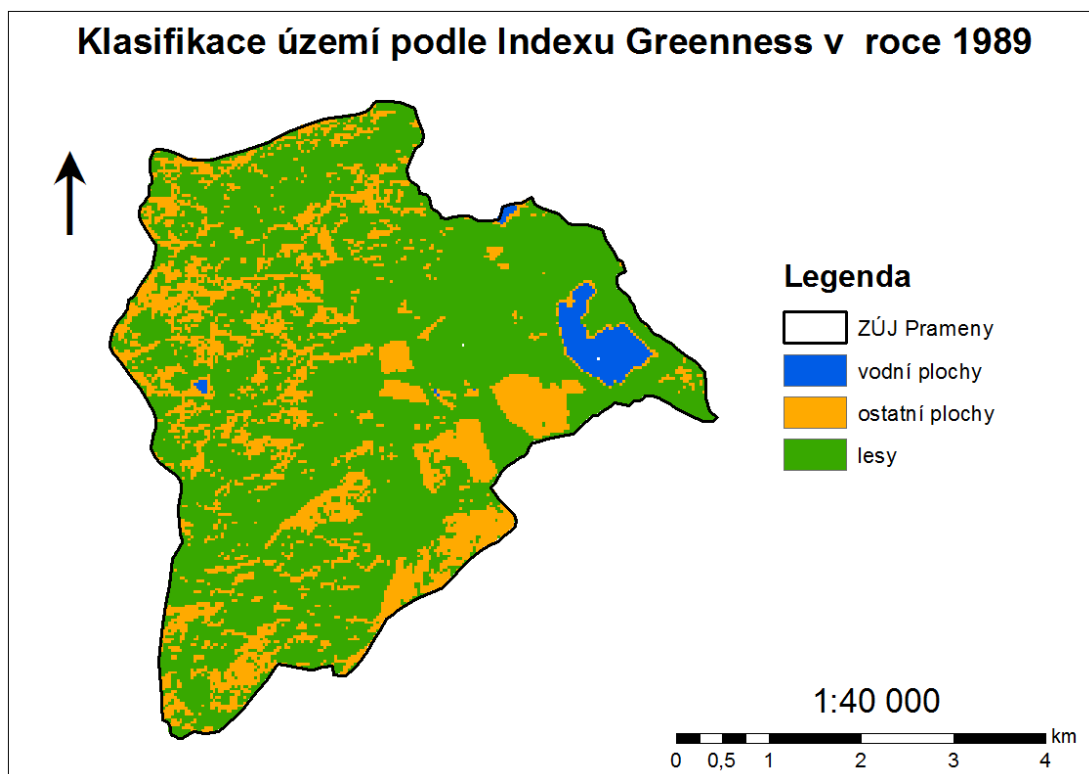 Klasifikace území podle Indexu Greenness v  roce 1989
Legenda
ZÚJ Prameny
vodní plochy
ostatní plochy
lesy
1:40 000
km
0 0,5 1 2 3 4